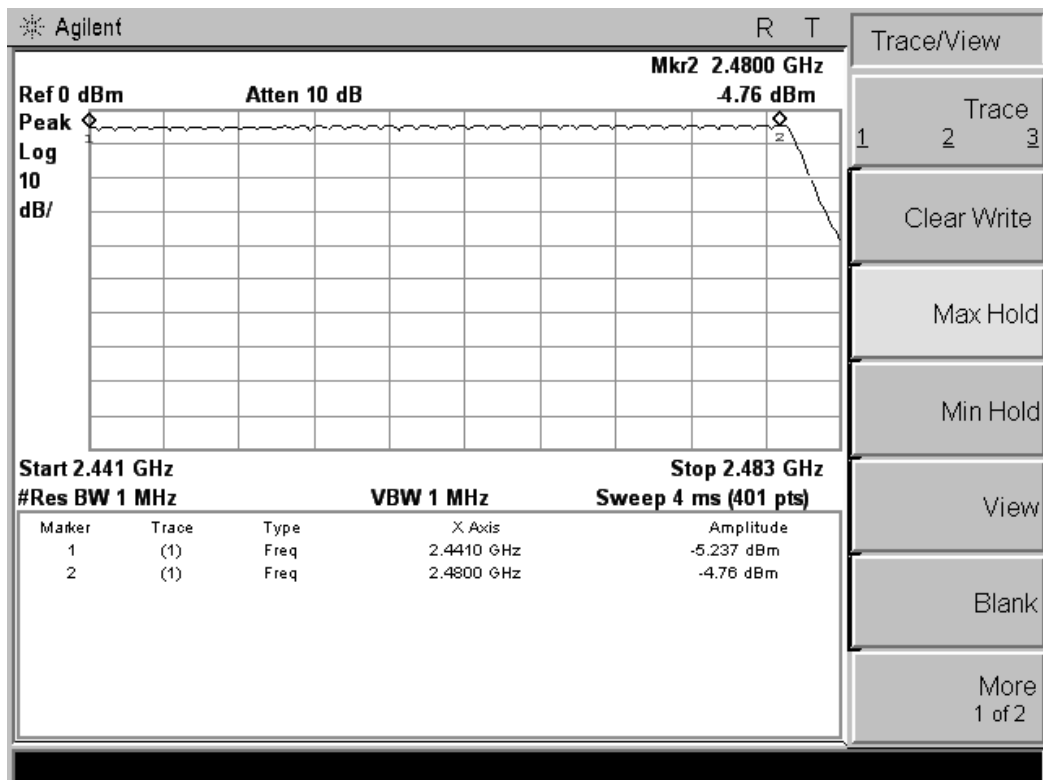 Agilent R T
Mkr2 2.4800 GHz
Ref 0 dBm Atten 10 dB -4.76 dBm
Peak
Log
10
dB/
1
2
Start 2.441 GHz Stop 2.483 GHz
#Res BW 1 MHz VBW 1 MHz Sweep 4 ms (401 pts)
Marker Trace Type X Axis Amplitude
1 (1) Freq 2.4410 GHz -5.237 dBm
2 (1) Freq 2.4800 GHz -4.76 dBm
Trace/View
Trace
1 2 3
Clear Write
Max Hold
Min Hold
View
Blank
More
1 of 2